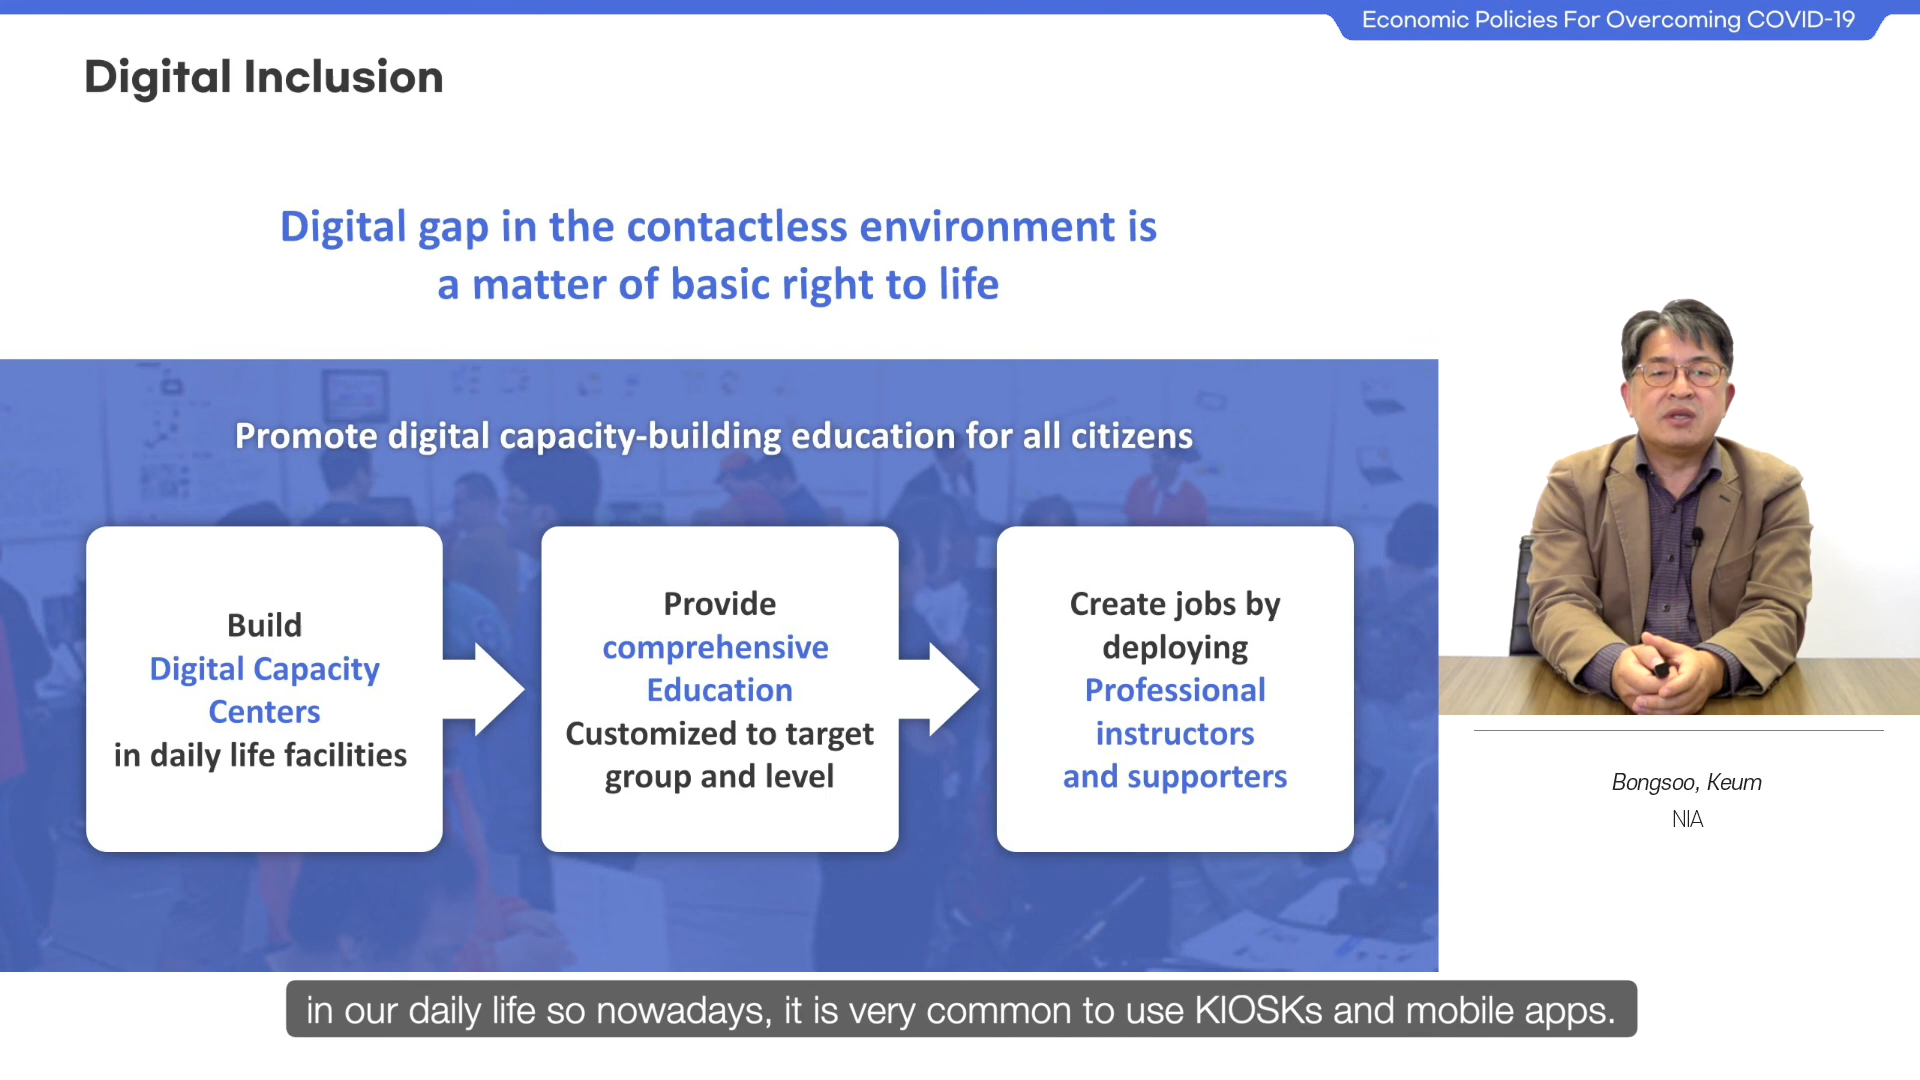 Economic Policies For Overcoming COVID-19
Digital Inclusion
Digital gap in the contactless environment is
a matter of basic right to life
Promote digital capacity-building education for all citizens
Build
Digital Capacity
Centers
in daily life facilities
Provide
comprehensive
Education
Customized to target
group and level
Create jobs by
deploying
Professional
instructors
and supporters
Bongsoo, Keum
NIA
in our daily life so nowadays, it is very common to use KIOSKs and mobile apps.